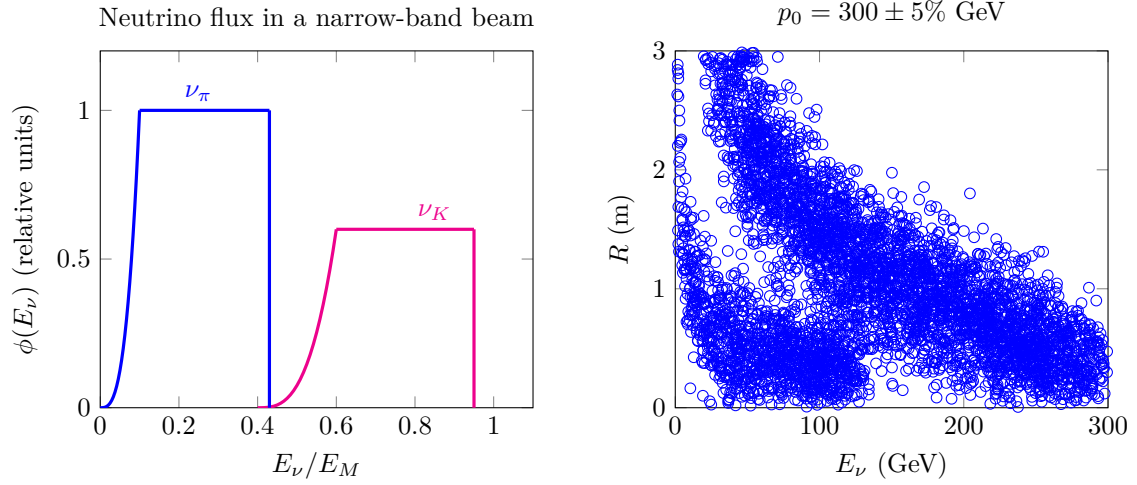 Neutrino flux in a narrow-band beam
ϕ(E_ν) (relative units)
1
0.5
0
ν_π
ν_K
0 0.2 0.4 0.6 0.8 1
E_ν/E_M
p_0 = 300 ± 5% GeV
R (m)
3
2
1
0
0 100 200 300
E_ν (GeV)